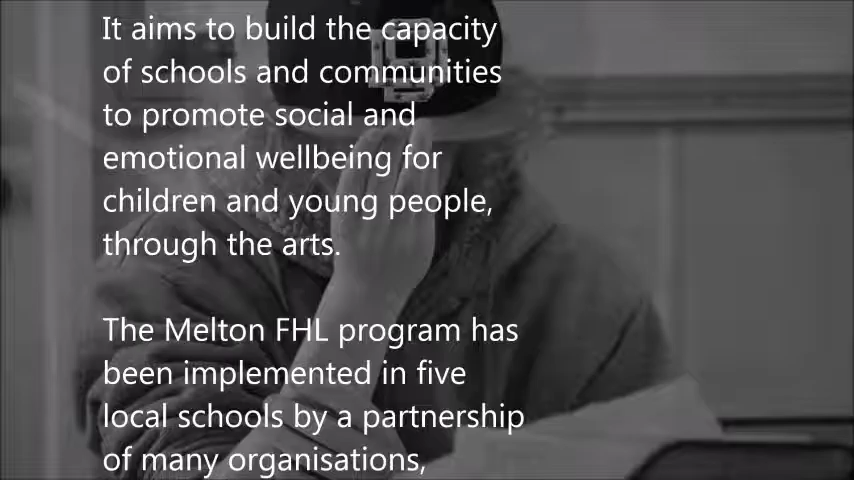 It aims to build the capacity
of schools and communities
to promote social and
emotional wellbeing for
children and young people,
through the arts.
The Melton FHL program has
been implemented in five
local schools by a partnership
of many organisations,